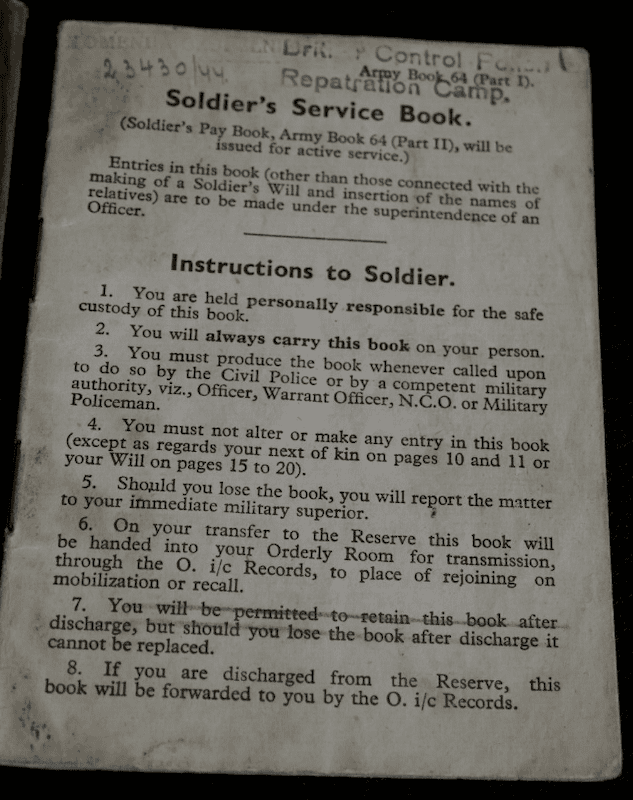 Control
23430/44.
Army Book 64 (Part I).
Repatration Camp.
Soldier's Service Book.
(Soldier's Pay Book, Army Book 64 (Part II), will be
issued for active service.)
Entries in this book (other than those connected with the
making of a Soldier's Will and insertion of the names of
relatives) are to be made under the superintendence of an
Officer.
Instructions to Soldier.
1. You are held personally responsible for the safe
custody of this book.
2. You will always carry this book on your person.
3. You must produce the book whenever called upon
to do so by the Civil Police or by a competent military
authority, viz., Officer, Warrant Officer, N.C.O. or Military
Policeman.
4. You must not alter or make any entry in this book
(except as regards your next of kin on pages 10 and 11 or
your Will on pages 15 to 20).
5. Should you lose the book, you will report the matter
to your immediate military superior.
6. On your transfer to the Reserve this book will
be handed into your Orderly Room for transmission,
through the O. i/c Records, to place of rejoining on
mobilization or recall.
7. You will be permitted to retain this book after
discharge, but should you lose the book after discharge it
cannot be replaced.
8. If you are discharged from the Reserve, this
book will be forwarded to you by the O. i/c Records.